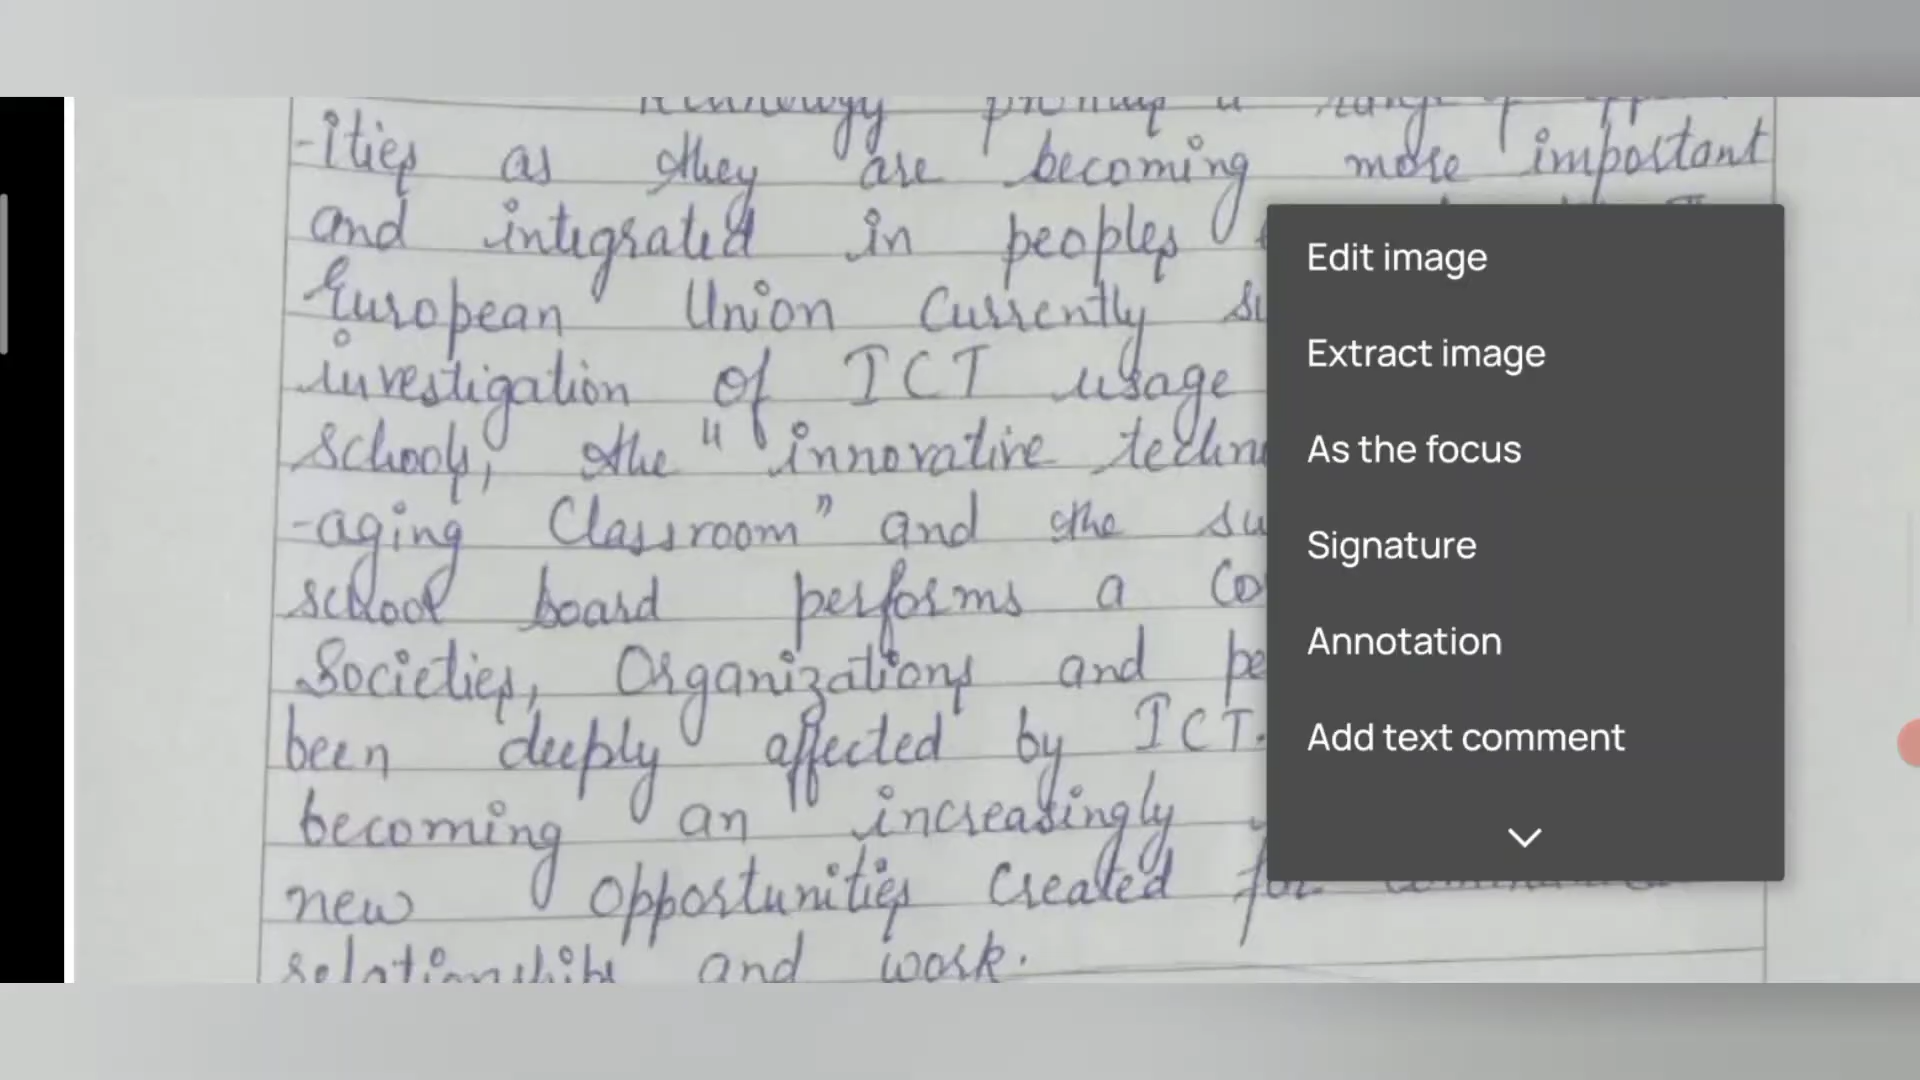 -ities as they are becoming more important
and integrated in peoples
European Union Currently
investigation of ICT usage
schools, the "innovative
-aging Classroom" and the
school board performs a
Societies, Organizations and
been deeply affected by ICT.
becoming an increasingly
new opportunities created for
relationships and work.
Edit image
Extract image
As the focus
Signature
Annotation
Add text comment